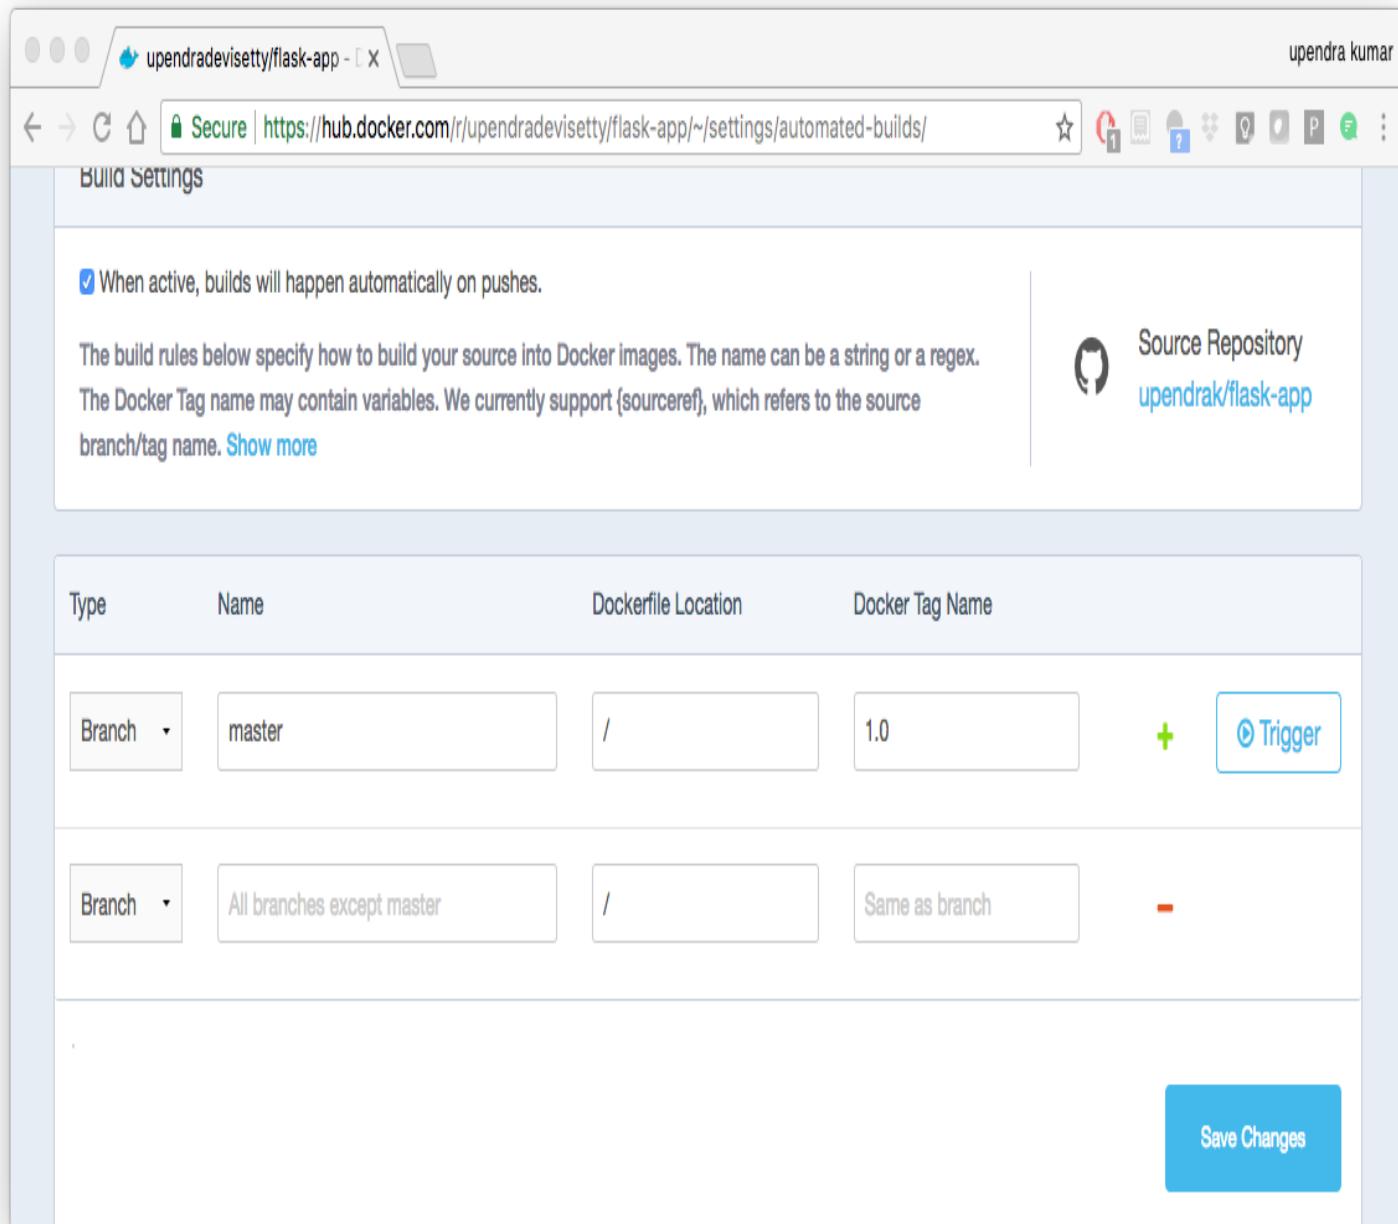 upendradevisetty/flask-app - D
upendra kumar
Secure https://hub.docker.com/r/upendradevisetty/flask-app/~/settings/automated-builds/
1
?
P
Build Settings
When active, builds will happen automatically on pushes.
The build rules below specify how to build your source into Docker images. The name can be a string or a regex.
The Docker Tag name may contain variables. We currently support {sourceref}, which refers to the source
branch/tag name. Show more
Source Repository
upendrak/flask-app
Type Name Dockerfile Location Docker Tag Name
Branch master / 1.0 Trigger
Branch All branches except master / Same as branch
Save Changes